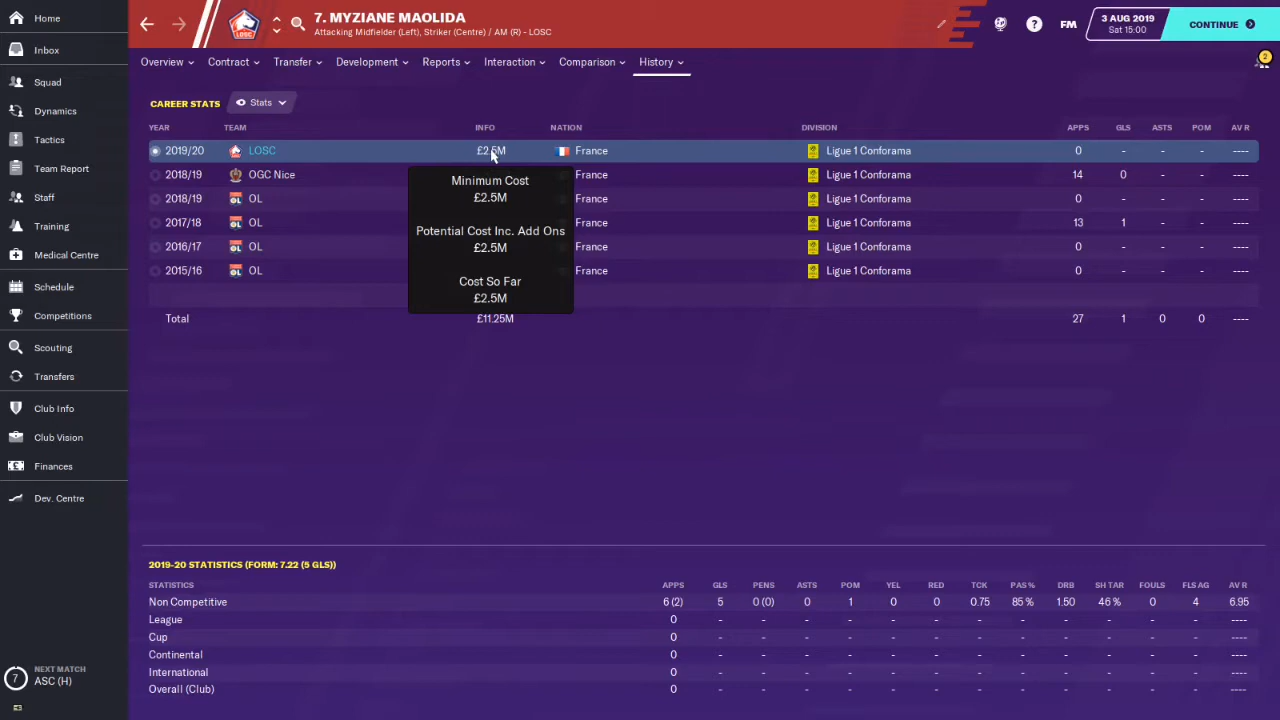 Home
7. MYZIANE MAOLIDA
Attacking Midfielder (Left), Striker (Centre) / AM (R) - LOSC
LOSC
?
FM
3 AUG 2019
Sat 15:00
CONTINUE
Inbox
Overview Contract Transfer Development Reports Interaction Comparison History
2
Squad
Dynamics
Tactics
Team Report
Staff
Training
Medical Centre
Schedule
Competitions
Scouting
Transfers
Club Info
Club Vision
Finances
Dev. Centre
CAREER STATS Stats
YEAR TEAM INFO NATION DIVISION APPS GLS ASTS POM AV R
2019/20 LOSC £2.5M France Ligue 1 Conforama 0 - - - ----
2018/19 OGC Nice France Ligue 1 Conforama 14 0 - - ----
2018/19 OL France Ligue 1 Conforama 0 - - - ----
2017/18 OL France Ligue 1 Conforama 13 1 - - ----
2016/17 OL France Ligue 1 Conforama 0 - - - ----
2015/16 OL France Ligue 1 Conforama 0 - - - ----
Total £11.25M 27 1 0 0 ----
Minimum Cost
£2.5M
Potential Cost Inc. Add Ons
£2.5M
Cost So Far
£2.5M
2019-20 STATISTICS (FORM: 7.22 (5 GLS))
STATISTICS APPS GLS PENS ASTS POM YEL RED TCK PAS % DRB SH TAR FOULS FLS AG AV R
Non Competitive 6 (2) 5 0 (0) 0 1 0 0 0.75 85 % 1.50 46 % 0 4 6.95
League 0 - - - - - - - - - - - - ----
Cup 0 - - - - - - - - - - - - ----
Continental 0 - - - - - - - - - - - - ----
International 0 - - - - - - - - - - - - ----
Overall (Club) 0 - - - - - - - - - - - - ----
7
NEXT MATCH
ASC (H)